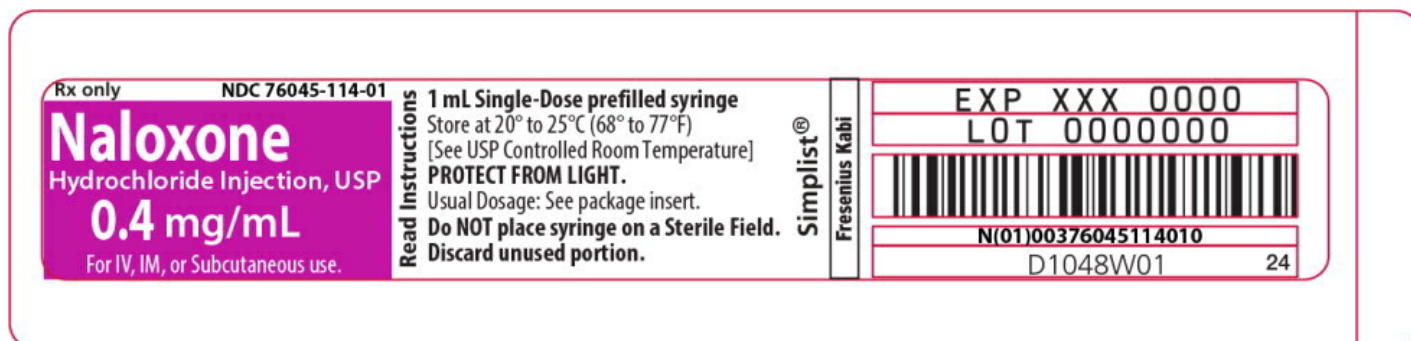 Rx only NDC 76045-114-01
Naloxone
Hydrochloride Injection, USP
0.4 mg/mL
For IV, IM, or Subcutaneous use.
Read Instructions
1 mL Single-Dose prefilled syringe
Store at 20° to 25°C (68° to 77°F)
[See USP Controlled Room Temperature]
PROTECT FROM LIGHT.
Usual Dosage: See package insert.
Do NOT place syringe on a Sterile Field.
Discard unused portion.
Simplist®
Fresenius Kabi
EXP XXX 0000
LOT 0000000
N(01)00376045114010
D1048W01 24